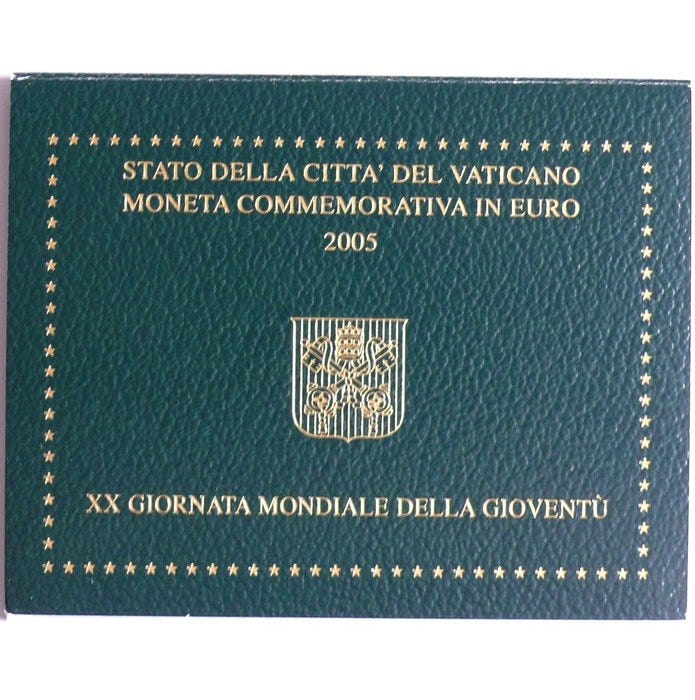 STATO DELLA CITTA' DEL VATICANO
MONETA COMMEMORATIVA IN EURO
2005
XX GIORNATA MONDIALE DELLA GIOVENTÙ